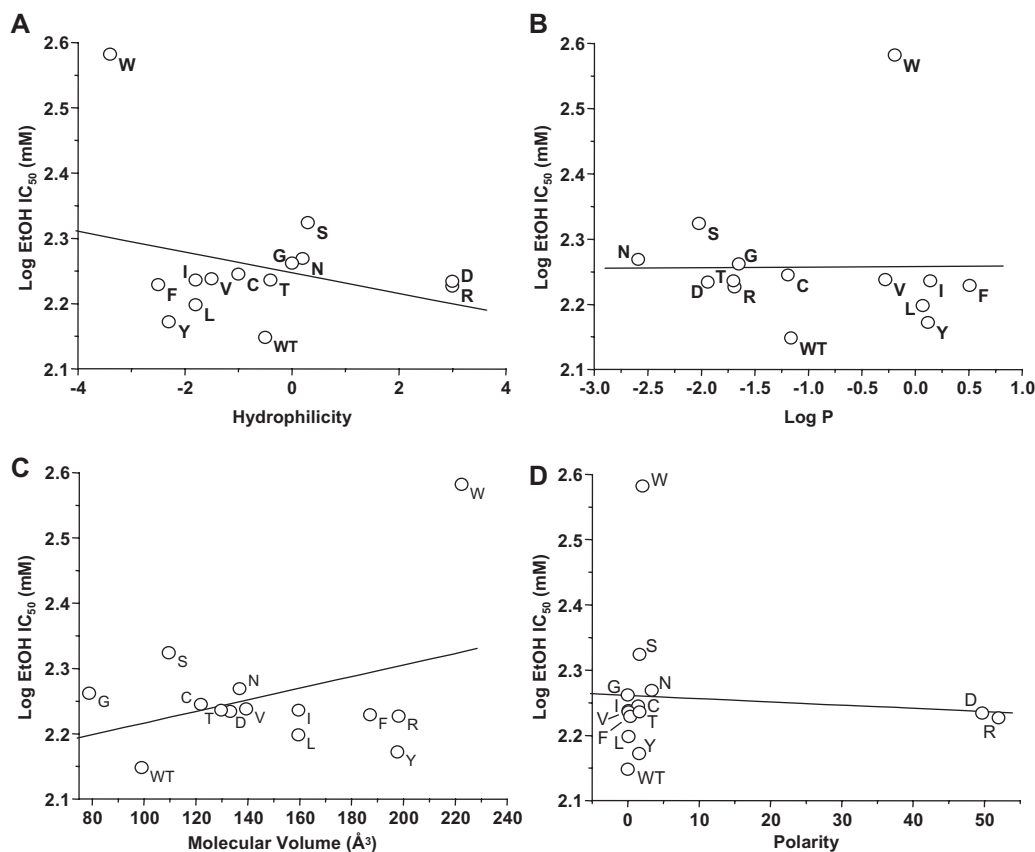 A
Log EtOH IC50 (mM)
2.6
2.5
2.4
2.3
2.2
2.1
W
S
G
N
I
V
C
T
F
L
Y
WT
D
R
-4
-2
0
2
4
Hydrophilicity
B
Log EtOH IC50 (mM)
2.6
2.5
2.4
2.3
2.2
2.1
W
S
N
G
T
D
R
C
V
I
F
L
Y
WT
-3.0
-2.5
-2.0
-1.5
-1.0
-0.5
0.0
0.5
1.0
Log P
C
Log EtOH IC50 (mM)
2.6
2.5
2.4
2.3
2.2
2.1
W
S
G
N
C
T
D
V
I
F
R
L
Y
WT
80
100
120
140
160
180
200
220
240
Molecular Volume (Å3)
D
Log EtOH IC50 (mM)
2.6
2.5
2.4
2.3
2.2
2.1
W
S
G
N
I
C
V
T
F
L
Y
WT
D
R
0
10
20
30
40
50
Polarity